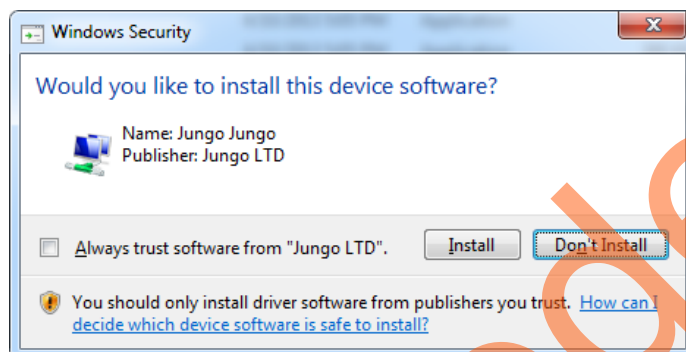 Windows Security
Would you like to install this device software?
Name: Jungo Jungo
Publisher: Jungo LTD
Always trust software from "Jungo LTD".
Install
Don't Install
You should only install driver software from publishers you trust. How can I
decide which device software is safe to install?